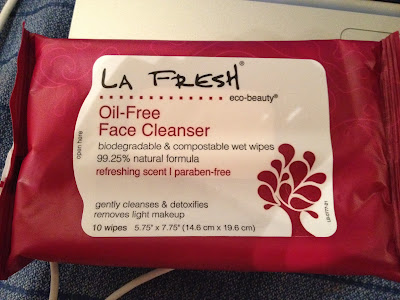 LA FRESH®
eco-beauty®
Oil-Free
Face Cleanser
biodegradable & compostable wet wipes
99.25% natural formula
refreshing scent | paraben-free
gently cleanses & detoxifies
removes light makeup
10 wipes 5.75" x 7.75" (14.6 cm x 19.6 cm)
open here